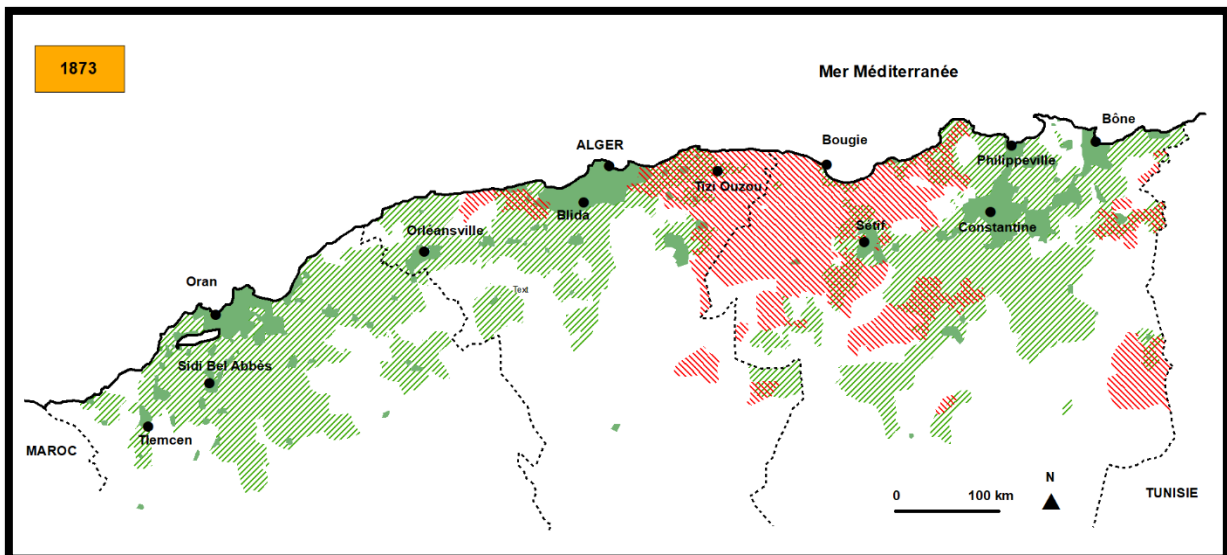 1873
Mer Méditerranée
Bône
ALGER
Bougie
Philippeville
Tizi Ouzou
Blida
Constantine
Orléansville
Sétif
Oran
Text
Sidi Bel Abbès
Tlemcen
MAROC
N
0 100 km
TUNISIE